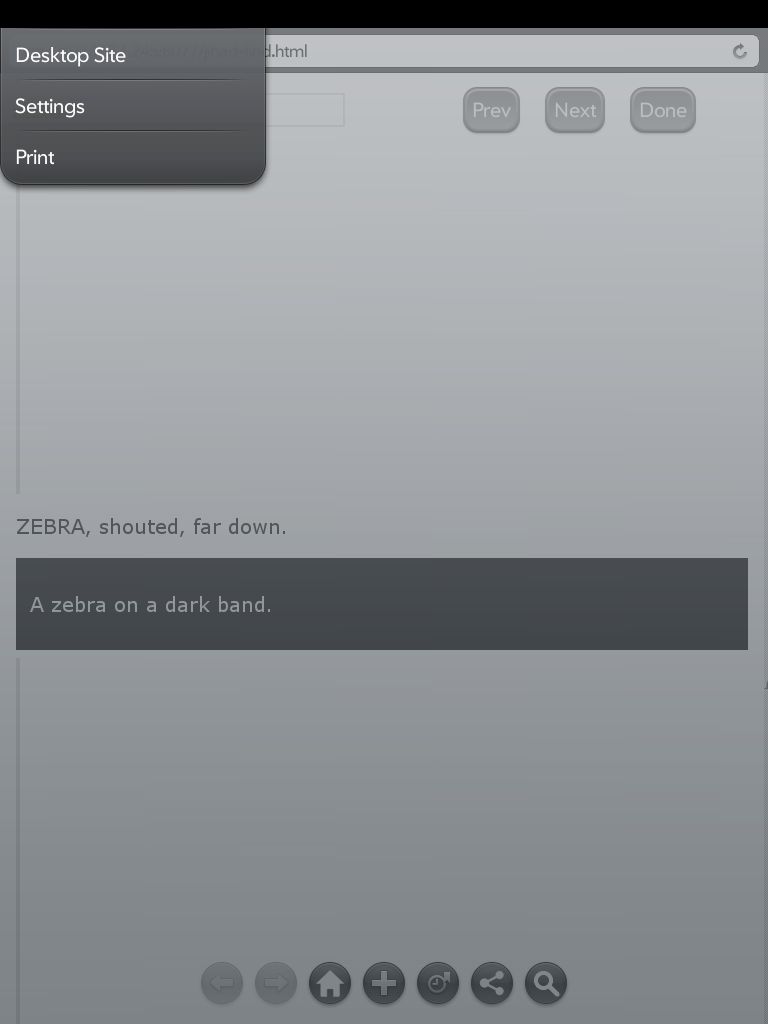 Desktop Site
Settings
Print
Prev
Next
Done
ZEBRA, shouted, far down.
A zebra on a dark band.